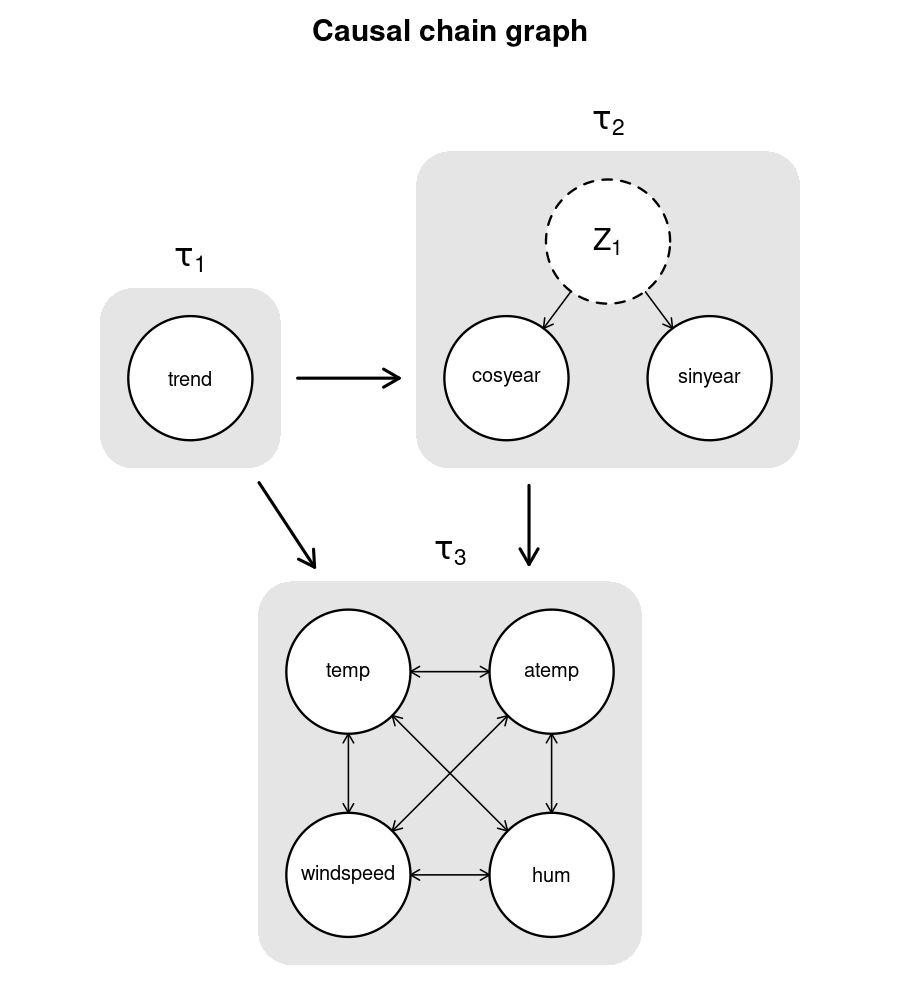 Causal chain graph
τ₂
Z₁
τ₁
trend
cosyear
sinyear
τ₃
temp
atemp
windspeed
hum